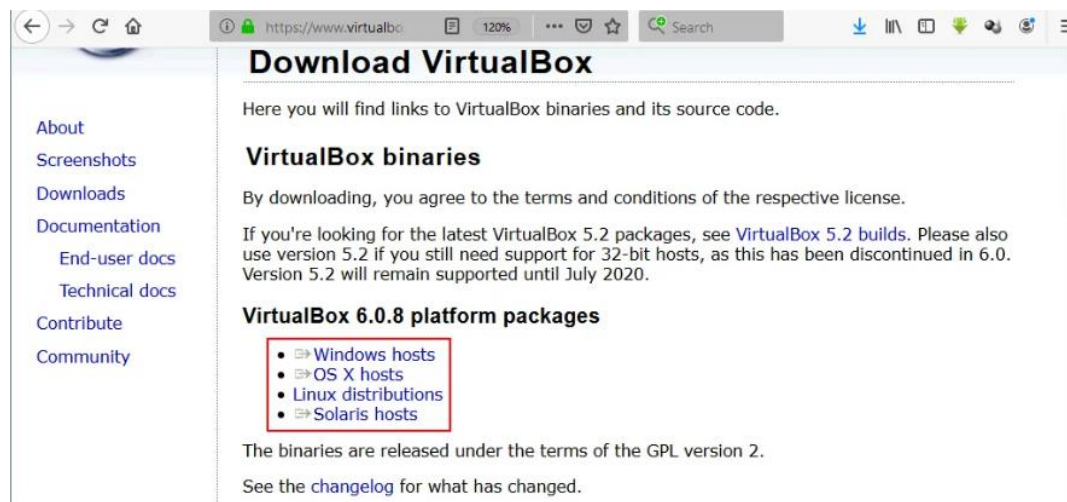 https://www.virtualbo
120%
Search
Download VirtualBox
Here you will find links to VirtualBox binaries and its source code.
About
Screenshots
Downloads
Documentation
End-user docs
Technical docs
Contribute
Community
VirtualBox binaries
By downloading, you agree to the terms and conditions of the respective license.
If you're looking for the latest VirtualBox 5.2 packages, see VirtualBox 5.2 builds. Please also
use version 5.2 if you still need support for 32-bit hosts, as this has been discontinued in 6.0.
Version 5.2 will remain supported until July 2020.
VirtualBox 6.0.8 platform packages
Windows hosts
OS X hosts
Linux distributions
Solaris hosts
The binaries are released under the terms of the GPL version 2.
See the changelog for what has changed.